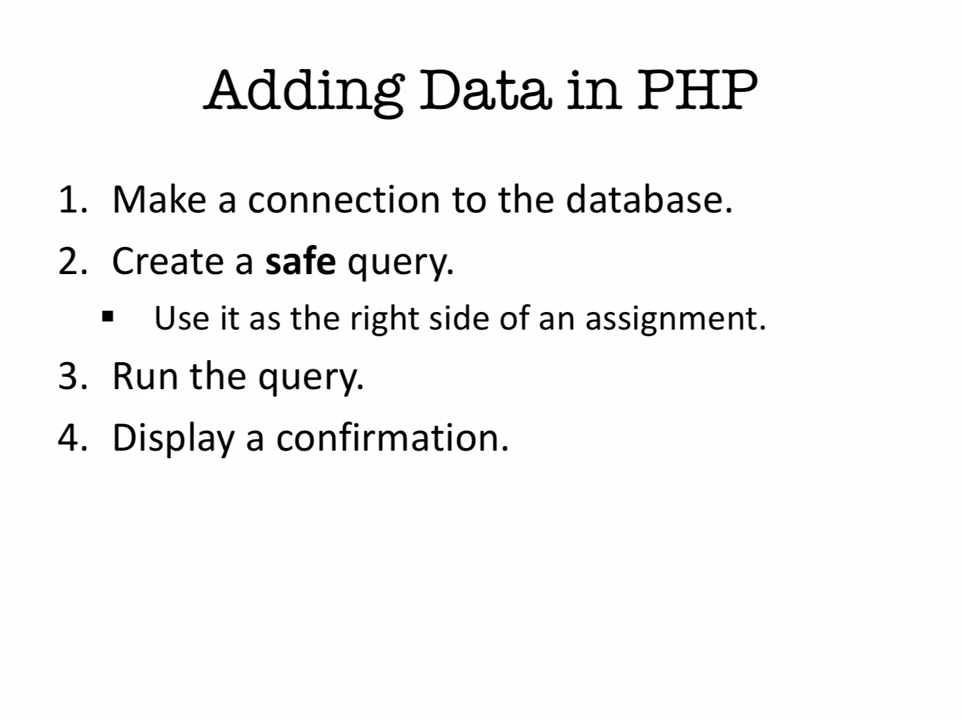 Adding Data in PHP
1. Make a connection to the database.
2. Create a safe query.
▪ Use it as the right side of an assignment.
3. Run the query.
4. Display a confirmation.